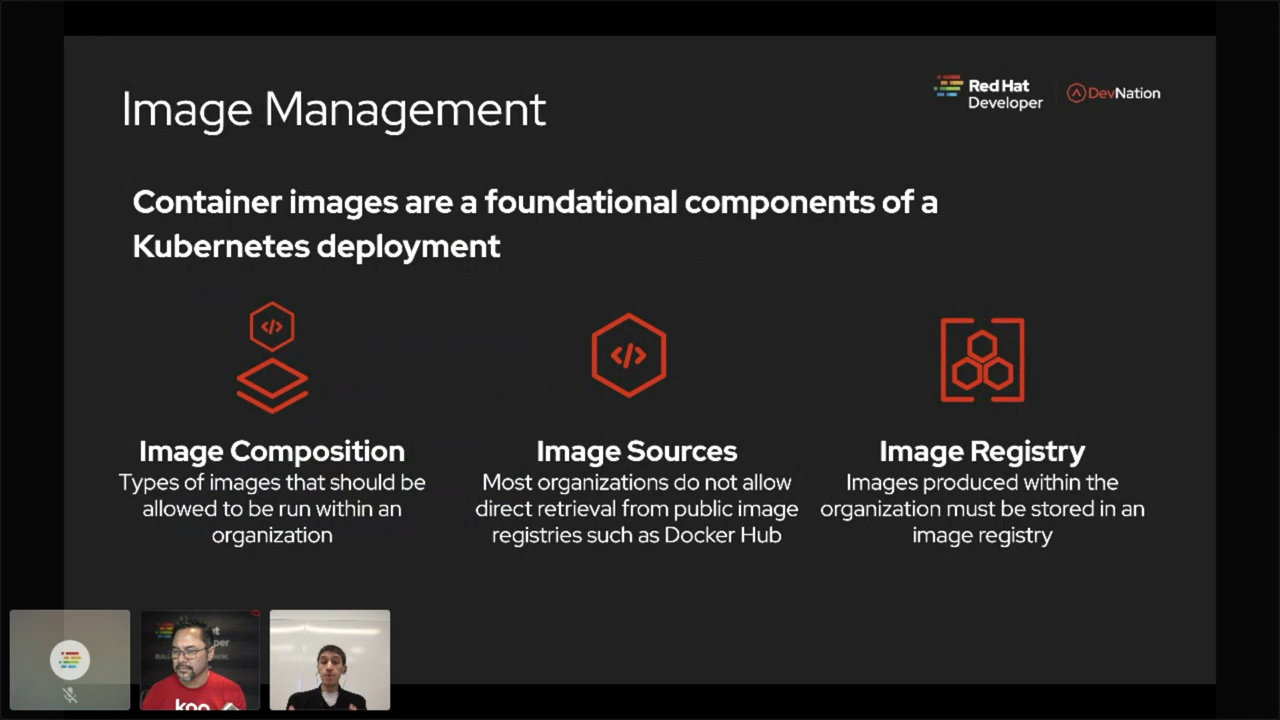 Image Management
Red Hat
Developer
DevNation
Container images are a foundational components of a
Kubernetes deployment
Image Composition
Types of images that should be
allowed to be run within an
organization
Image Sources
Most organizations do not allow
direct retrieval from public image
registries such as Docker Hub
Image Registry
Images produced within the
organization must be stored in an
image registry